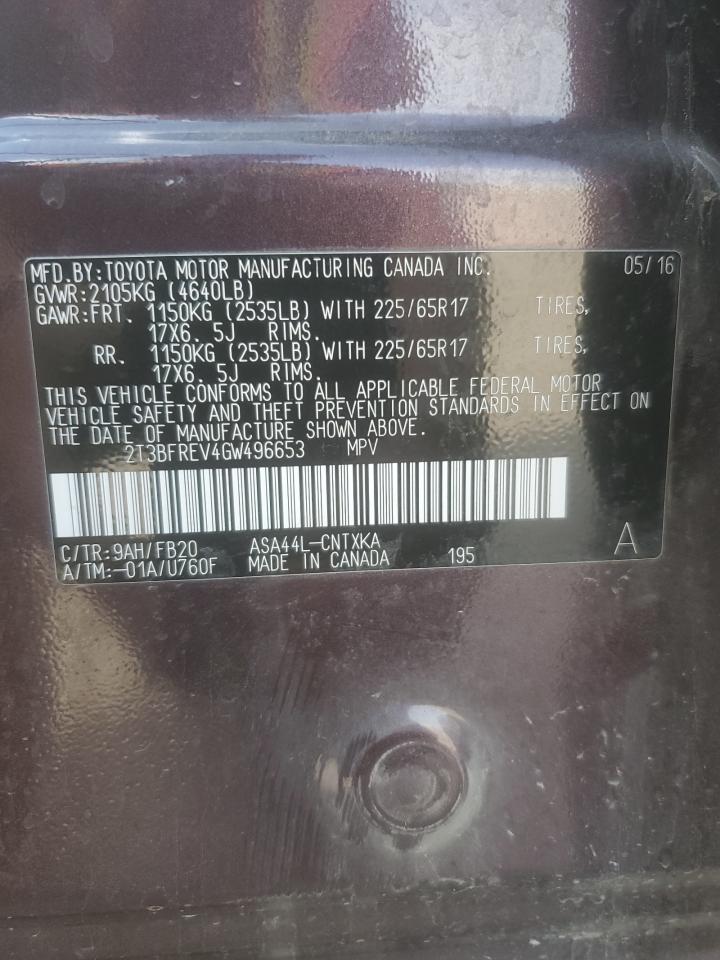 MFD.BY:TOYOTA MOTOR MANUFACTURING CANADA INC. 05/16
GVWR:2105KG (4640LB)
GAWR:FRT. 1150KG (2535LB) WITH 225/65R17 TIRES,
17X6. 5J RIMS.
RR. 1150KG (2535LB) WITH 225/65R17 TIRES,
17X6. 5J RIMS.
THIS VEHICLE CONFORMS TO ALL APPLICABLE FEDERAL MOTOR
VEHICLE SAFETY AND THEFT PREVENTION STANDARDS IN EFFECT ON
THE DATE OF MANUFACTURE SHOWN ABOVE.
2T3BFREV4GW496653 MPV
C/TR:9AH/FB20 ASA44L-CNTXKA
A/TM:-01A/U760F MADE IN CANADA 195 A